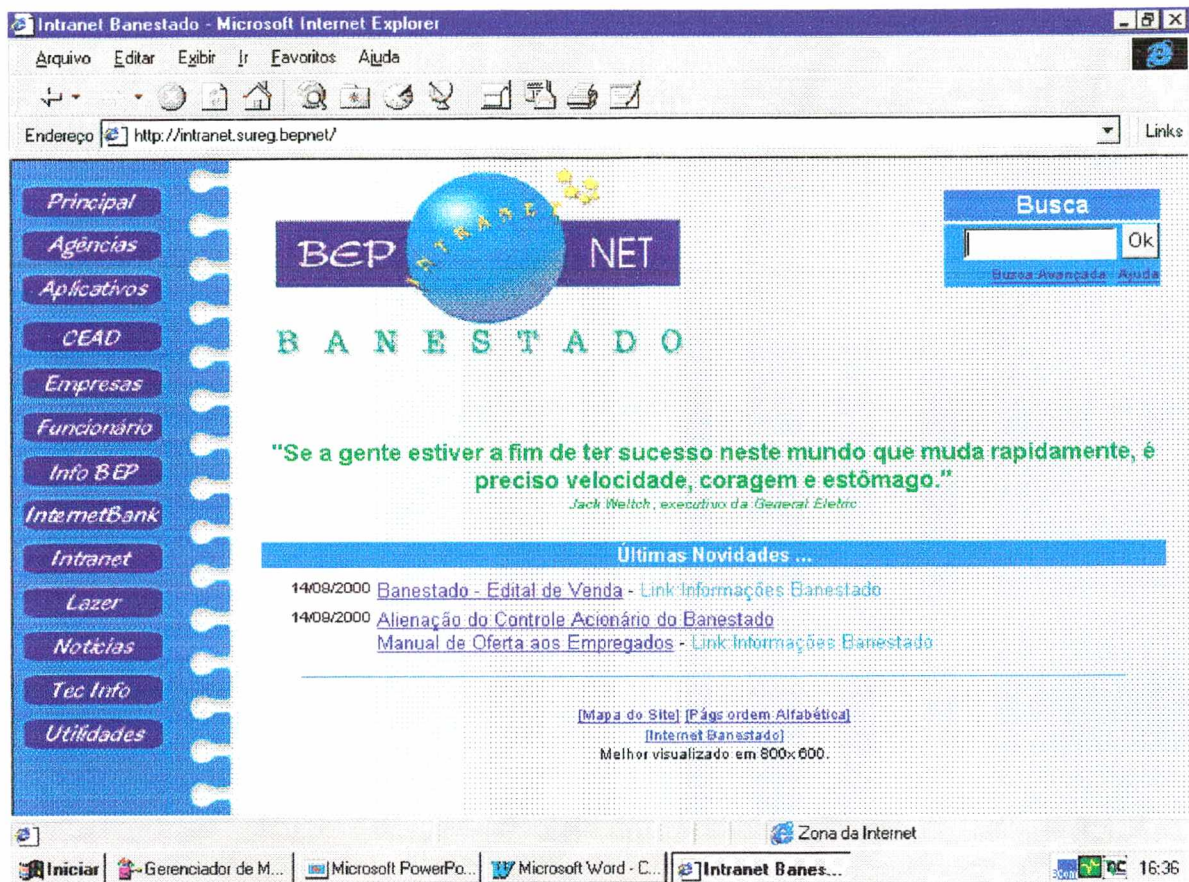 Intranet Banestado - Microsoft Internet Explorer
Arquivo Editar Exibir Ir Favoritos Ajuda
Endereço http://intranet.sureg.bepnet/ Links
Principal
Agências
Aplicativos
CEAD
Empresas
Funcionário
Info BEP
InternetBank
Intranet
Lazer
Notícias
Tec Info
Utilidades
INTRANET
BEP NET
BANESTADO
Busca
Ok
Busca Avançada Ajuda
"Se a gente estiver a fim de ter sucesso neste mundo que muda rapidamente, é
preciso velocidade, coragem e estômago."
Jack Weltch, executivo da General Eletric
Últimas Novidades ...
14/09/2000 Banestado - Edital de Venda - Link Informações Banestado
14/09/2000 Alienação do Controle Acionário do Banestado
Manual de Oferta aos Empregados - Link Informações Banestado
[Mapa do Site] [Págs ordem Alfabética]
[Internet Banestado]
Melhor visualizado em 800x600.
Zona da Internet
Iniciar Gerenciador de M... Microsoft PowerPo... Microsoft Word - C... Intranet Banes... 16:36